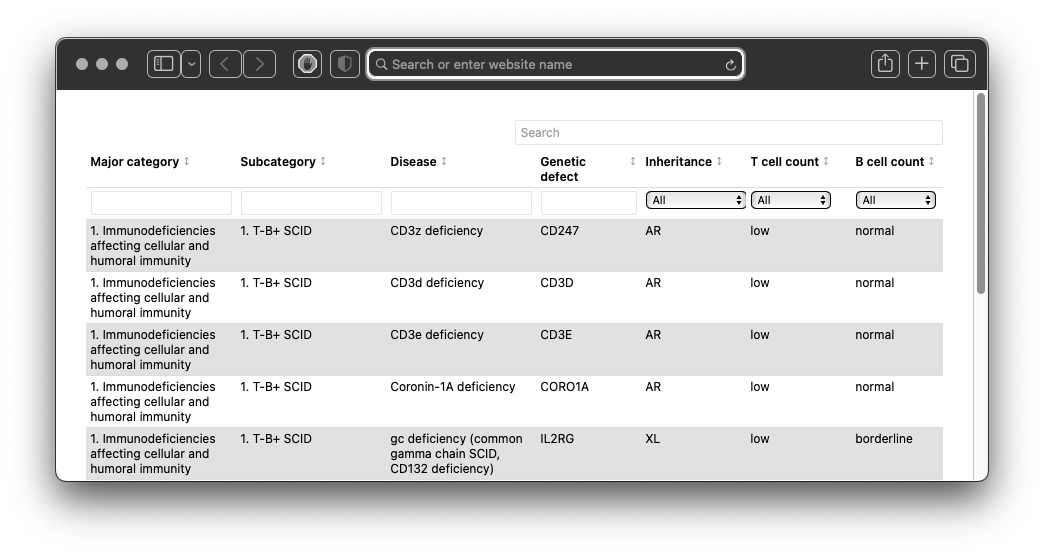 Search or enter website name
Search
Major category Subcategory Disease Genetic defect Inheritance T cell count B cell count
All All All
1. Immunodeficiencies affecting cellular and humoral immunity 1. T-B+ SCID CD3z deficiency CD247 AR low normal
1. Immunodeficiencies affecting cellular and humoral immunity 1. T-B+ SCID CD3d deficiency CD3D AR low normal
1. Immunodeficiencies affecting cellular and humoral immunity 1. T-B+ SCID CD3e deficiency CD3E AR low normal
1. Immunodeficiencies affecting cellular and humoral immunity 1. T-B+ SCID Coronin-1A deficiency CORO1A AR low normal
1. Immunodeficiencies affecting cellular and humoral immunity 1. T-B+ SCID gc deficiency (common gamma chain SCID, CD132 deficiency) IL2RG XL low borderline